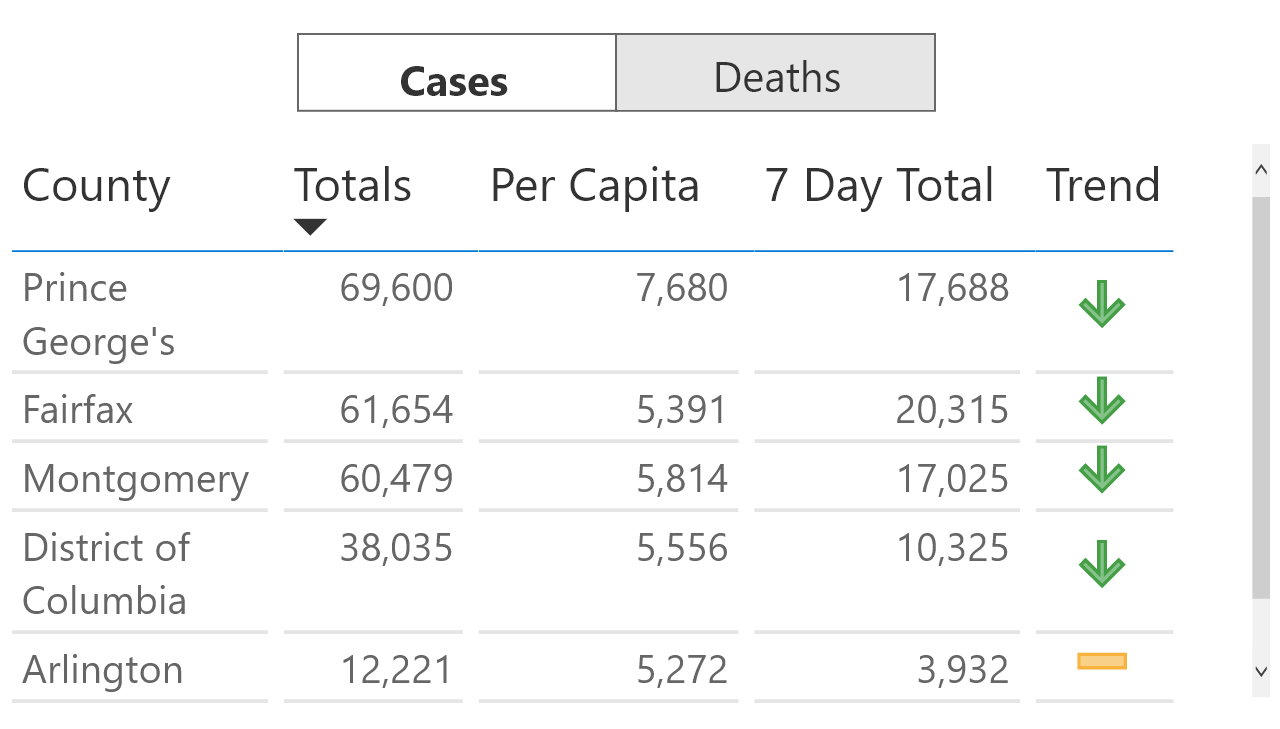 Cases Deaths
County Totals Per Capita 7 Day Total Trend
Prince George's 69,600 7,680 17,688
Fairfax 61,654 5,391 20,315
Montgomery 60,479 5,814 17,025
District of Columbia 38,035 5,556 10,325
Arlington 12,221 5,272 3,932